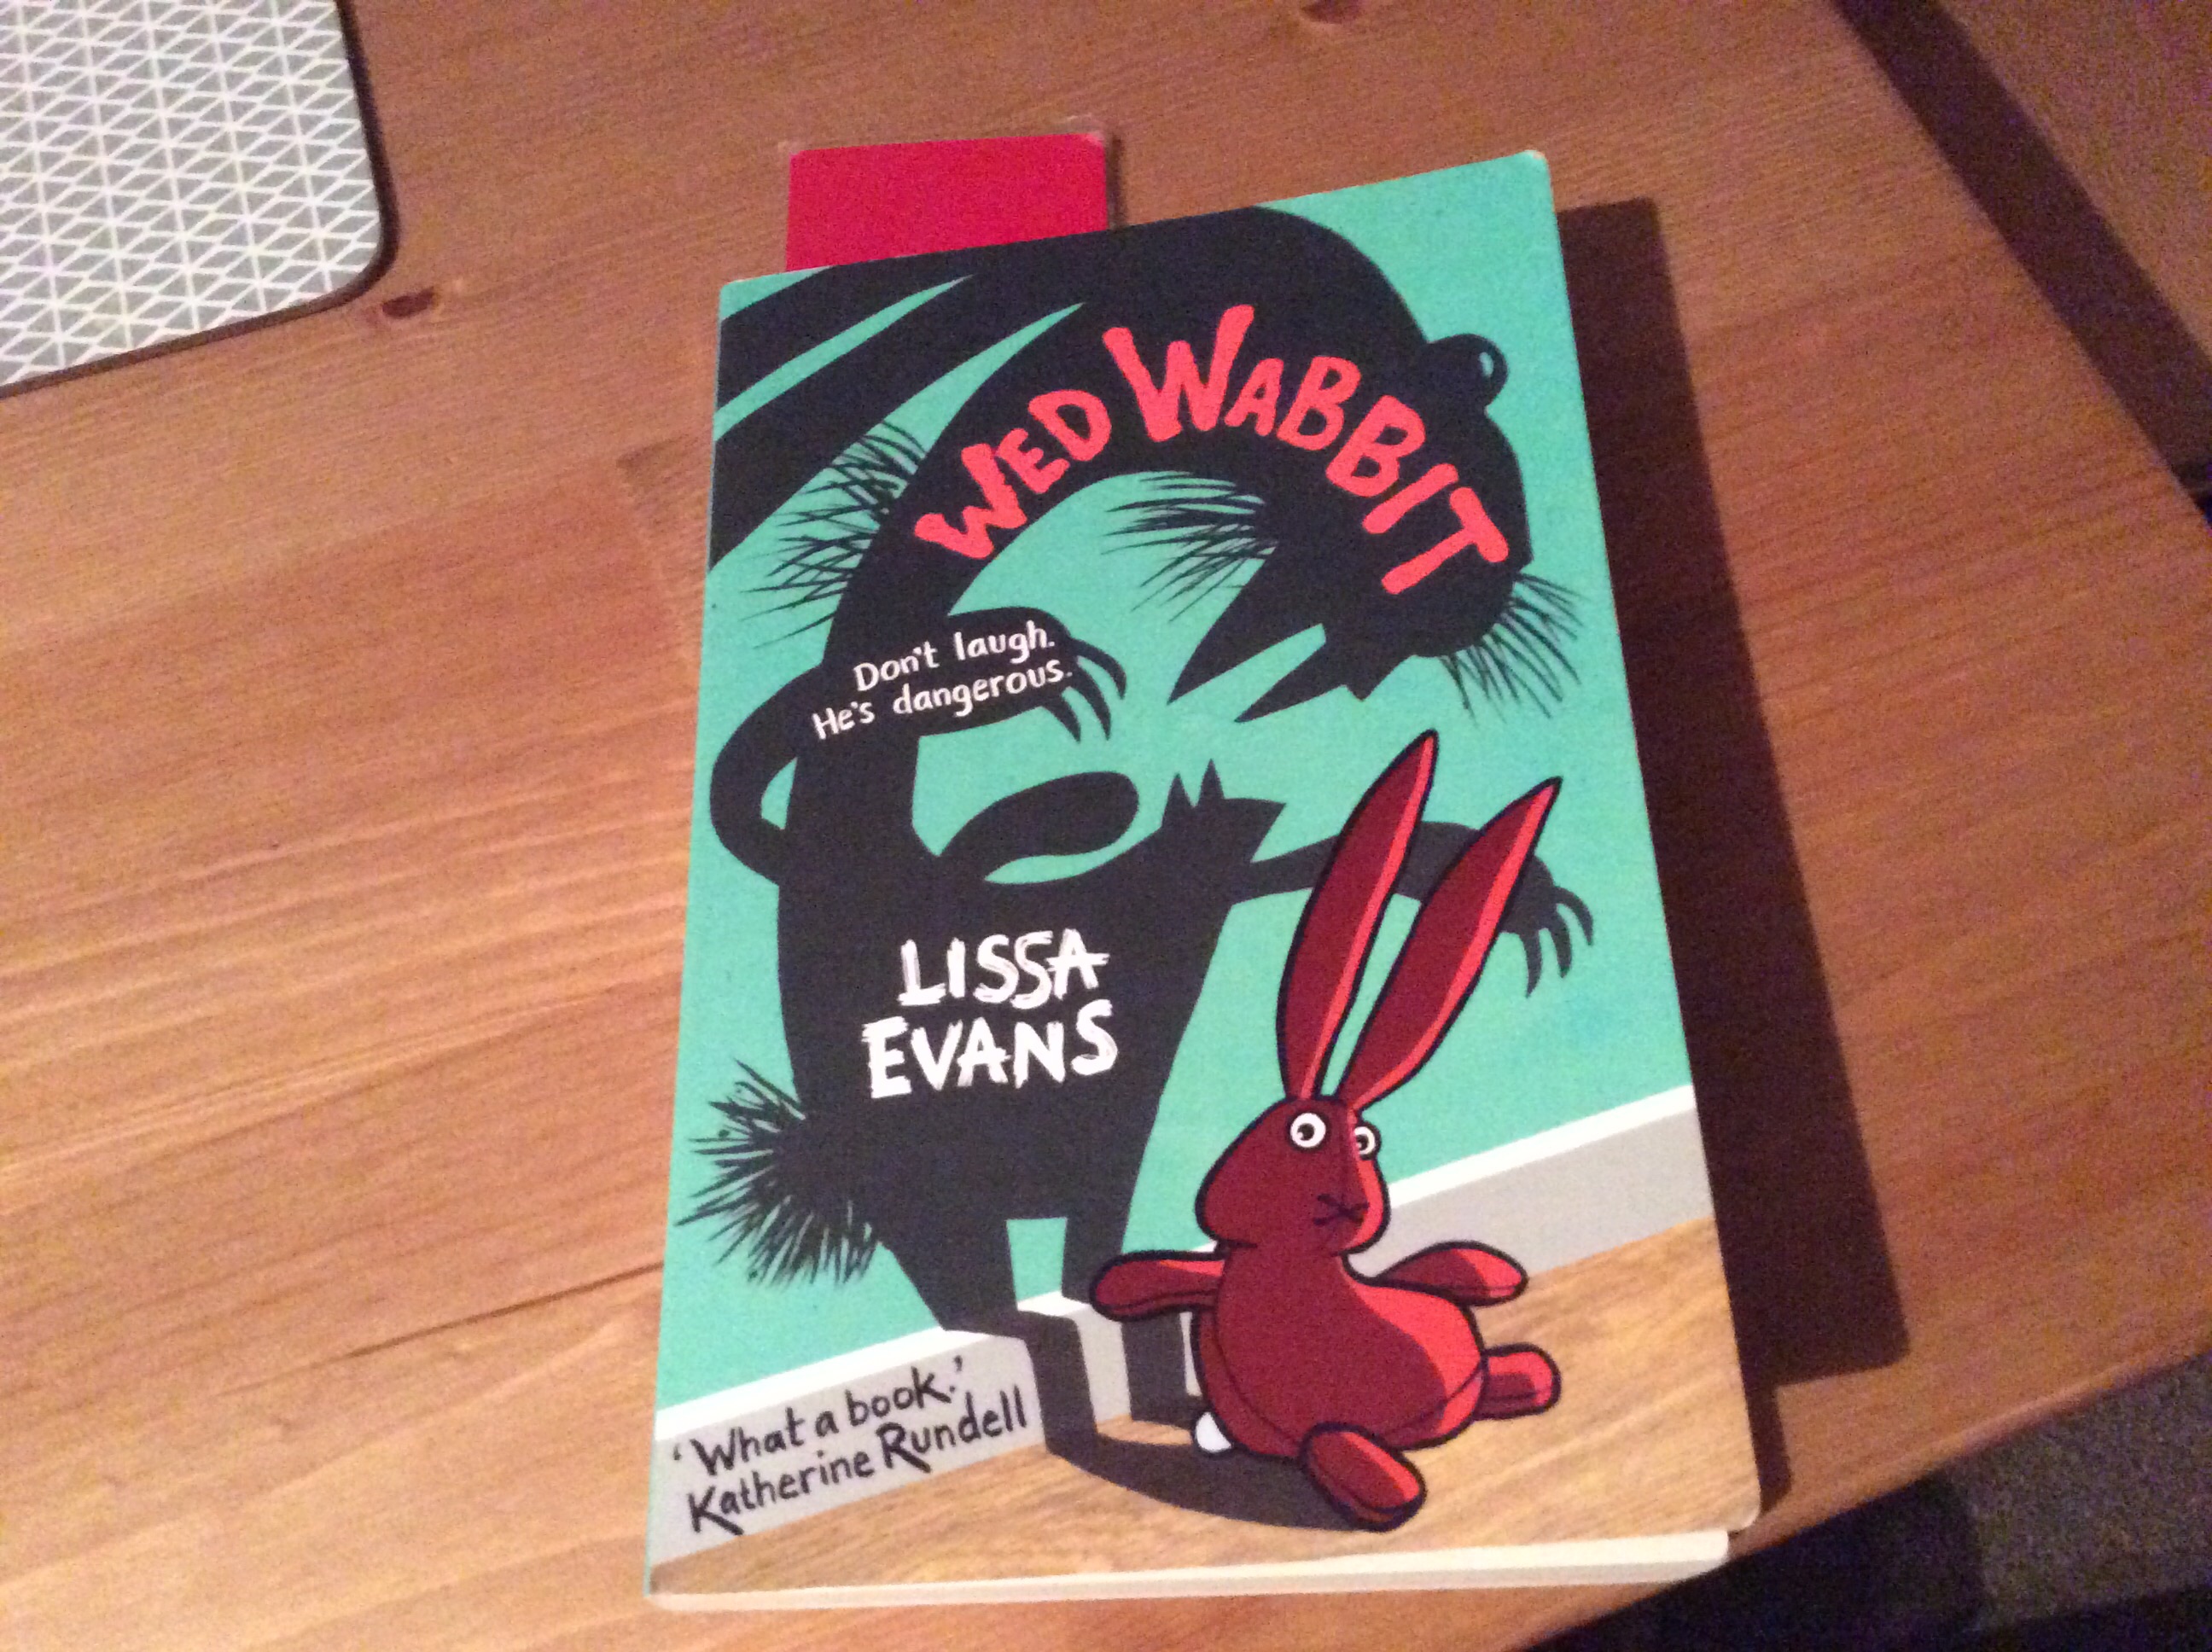 WED WABBIT
Don't laugh.
He's dangerous.
LISSA
EVANS
'What a book.'
Katherine Rundell